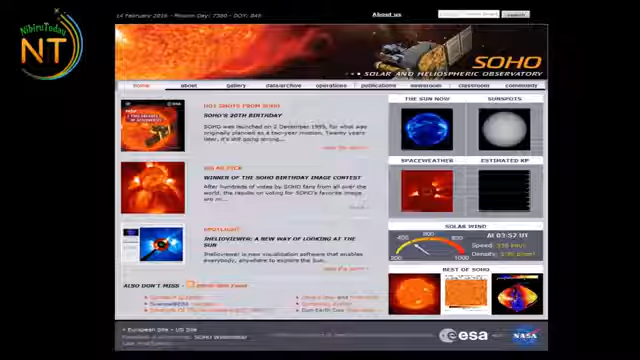 NibiruToday
NT
14 February 2016 - Mission Day: 7380 - DOY: 045
About us
search
SOHO
SOLAR AND HELIOSPHERIC OBSERVATORY
home about gallery data/archive operations publications newsroom classroom community
HOT SHOTS FROM SOHO
SOHO'S 20TH BIRTHDAY
SOHO was launched on 2 December 1995, for what was
originally planned as a two-year mission. Twenty years
later, it's still going strong...
THE SUN NOW
SUNSPOTS
WINNER OF THE SOHO BIRTHDAY IMAGE CONTEST
After hundreds of votes by SOHO fans from all over the
world, the results on voting for SOHO's favorite image
are in...
SPACEWEATHER
ESTIMATED KP
SPOTLIGHT
JHELIOVIEWER: A NEW WAY OF LOOKING AT THE
SUN
JHelioviewer is new visualization software that enables
everybody, anywhere to explore the Sun.
SOLAR WIND
400 600 800
200 1000
At 03:57 UT
Speed:
Density:
ALSO DON'T MISS -
BEST OF SOHO
European Site - US Site
SOHO Webmaster
esa
NASA